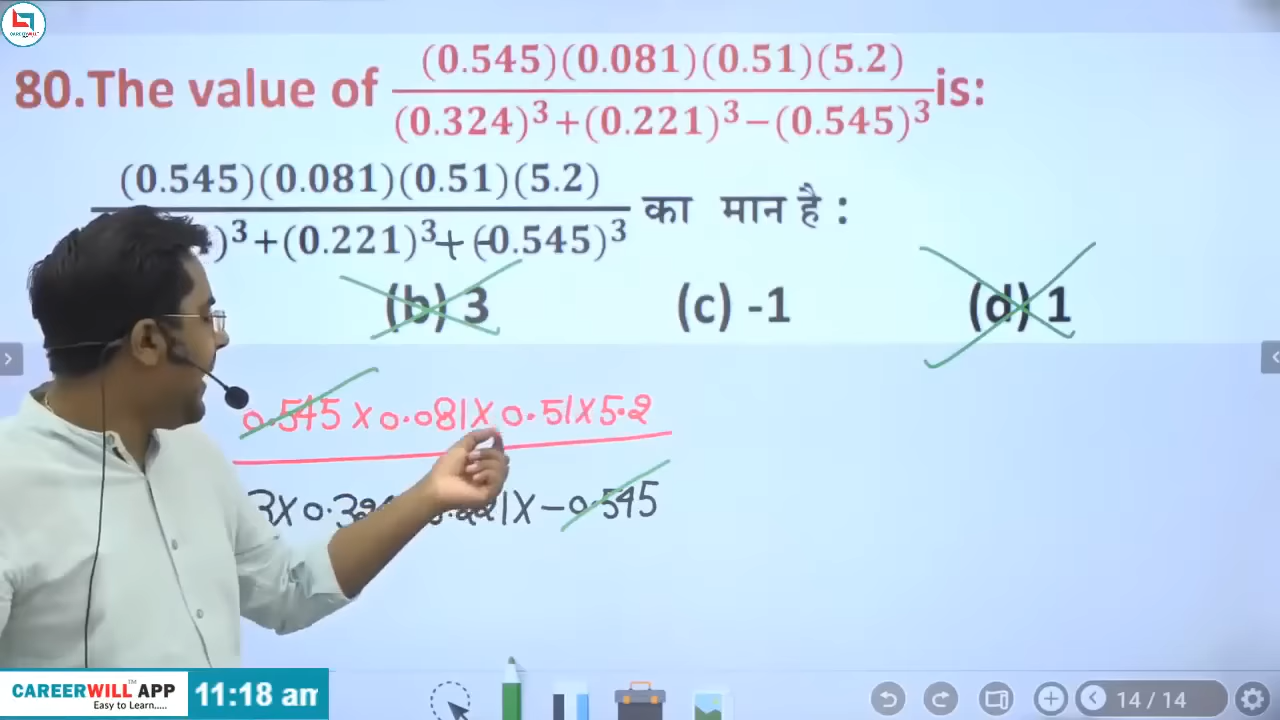 CAREERWILL
80.The value of (0.545)(0.081)(0.51)(5.2) / (0.324)³+(0.221)³−(0.545)³ is:
(0.545)(0.081)(0.51)(5.2) / )³+(0.221)³+(-0.545)³ का मान है :
(b) 3 (c) -1 (d) 1
0.545 X 0.081 X 0.51 X 5.2
3 X 0.32 X -0.545
CAREERWILL™ APP 11:18 am
Easy to Learn.....
14 / 14